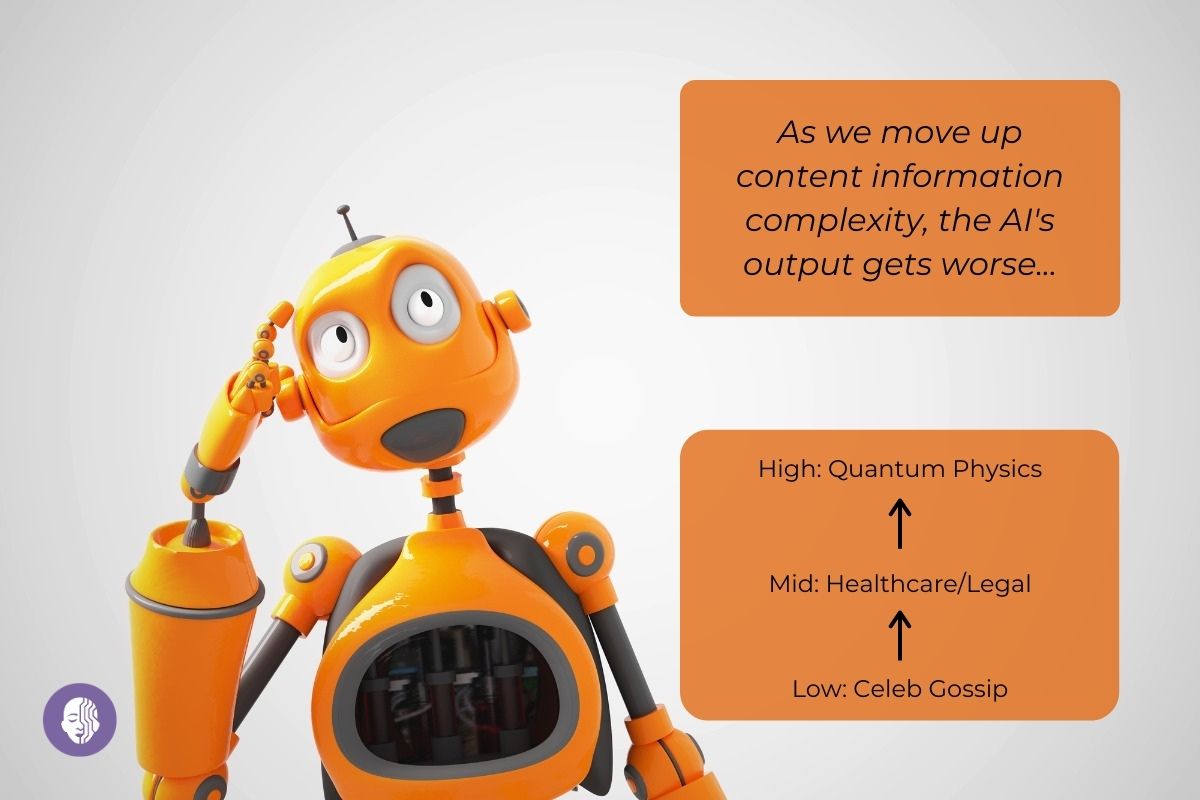 As we move up
content information
complexity, the AI's
output gets worse...
High: Quantum Physics
Mid: Healthcare/Legal
Low: Celeb Gossip